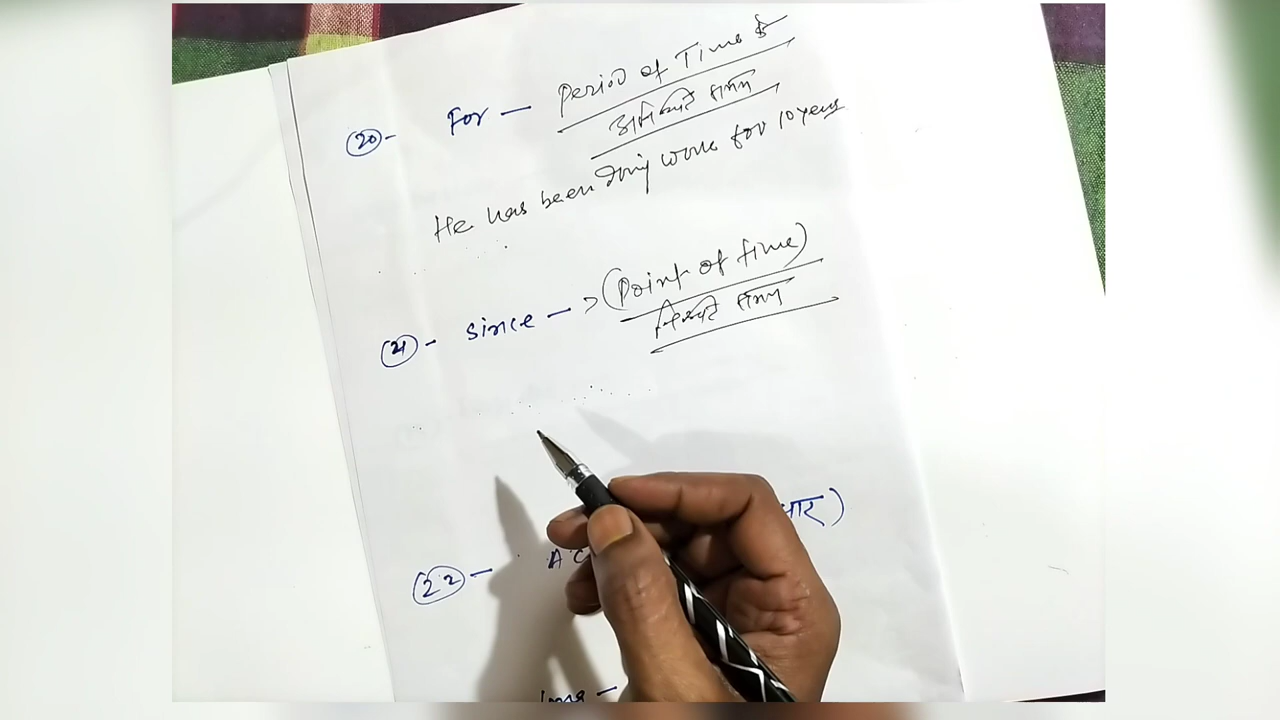 (20)- For — Period of Time
अनिश्चित समय
He has been doing work for 10 years
(21)- Since —> (Point of time)
निश्चित समय
(22)- AC